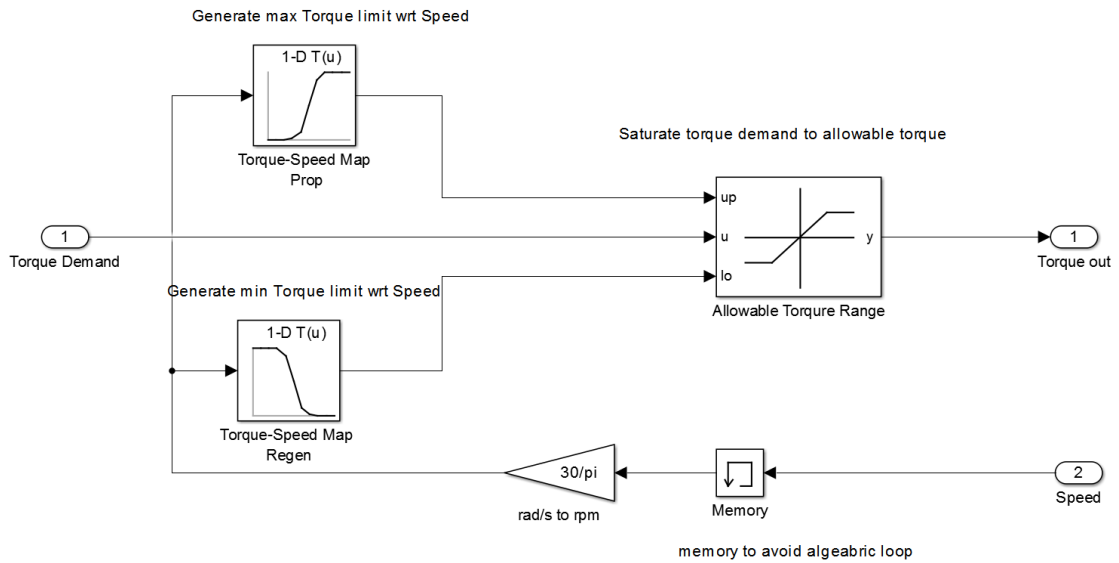 Generate max Torque limit wrt Speed
1-D T(u)
Torque-Speed Map
Prop
Saturate torque demand to allowable torque
up
u
lo
y
Allowable Torqure Range
1
Torque Demand
1
Torque out
Generate min Torque limit wrt Speed
1-D T(u)
Torque-Speed Map
Regen
30/pi
rad/s to rpm
Memory
2
Speed
memory to avoid algeabric loop